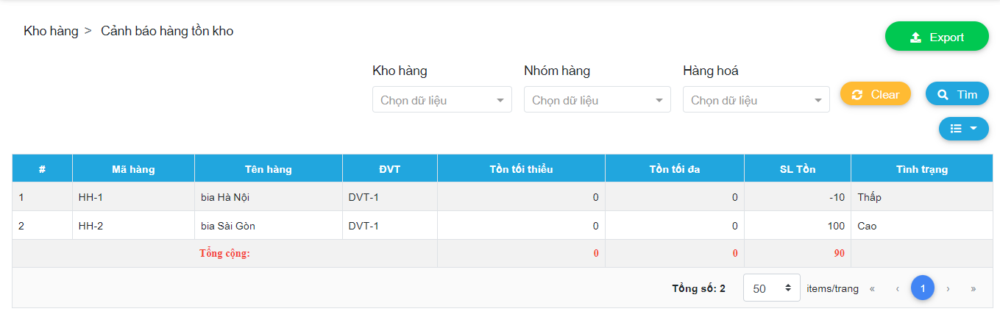 Kho hàng > Cảnh báo hàng tồn kho
Export
Kho hàng Nhóm hàng Hàng hoá
Chọn dữ liệu Chọn dữ liệu Chọn dữ liệu Clear Tìm
# Mã hàng Tên hàng ĐVT Tồn tối thiểu Tồn tối đa SL Tồn Tình trạng
1 HH-1 bia Hà Nội DVT-1 0 0 -10 Thấp
2 HH-2 bia Sài Gòn DVT-1 0 0 100 Cao
Tổng cộng: 0 0 90
Tổng số: 2 50 items/trang « ‹ 1 › »